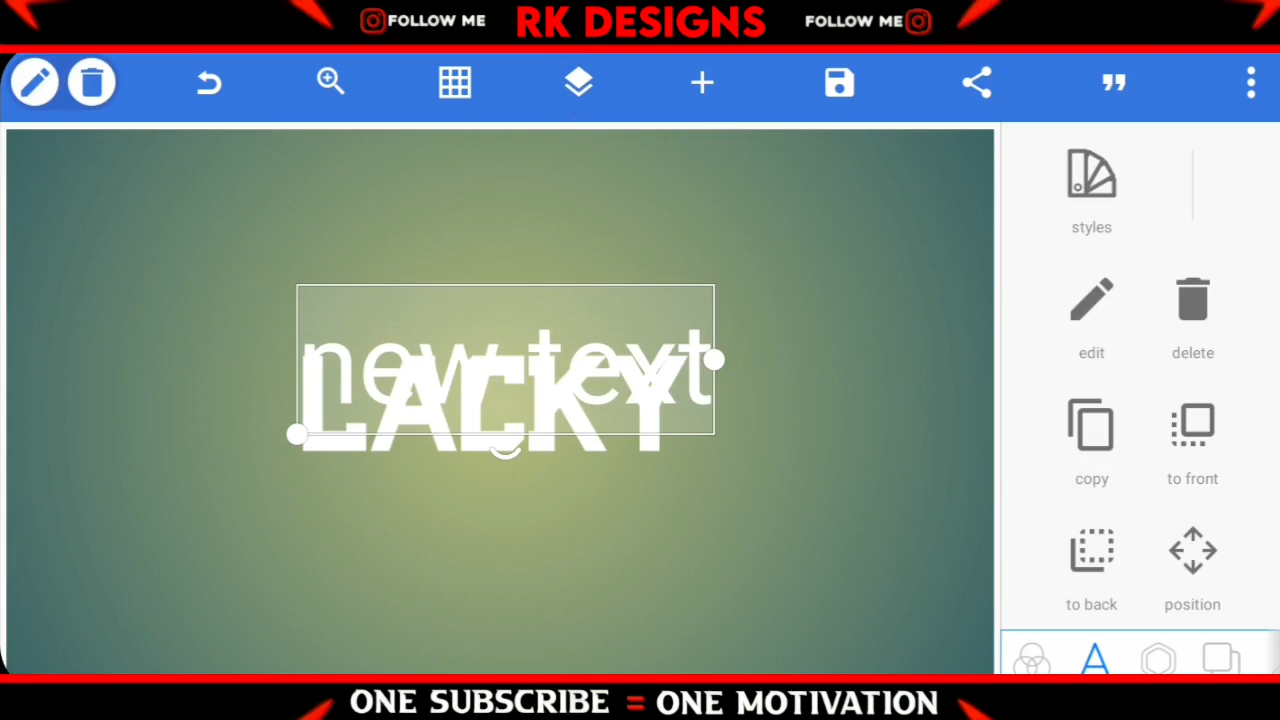 FOLLOW ME RK DESIGNS FOLLOW ME
styles
new text
LACKY
edit delete
copy to front
to back position
ONE SUBSCRIBE = ONE MOTIVATION